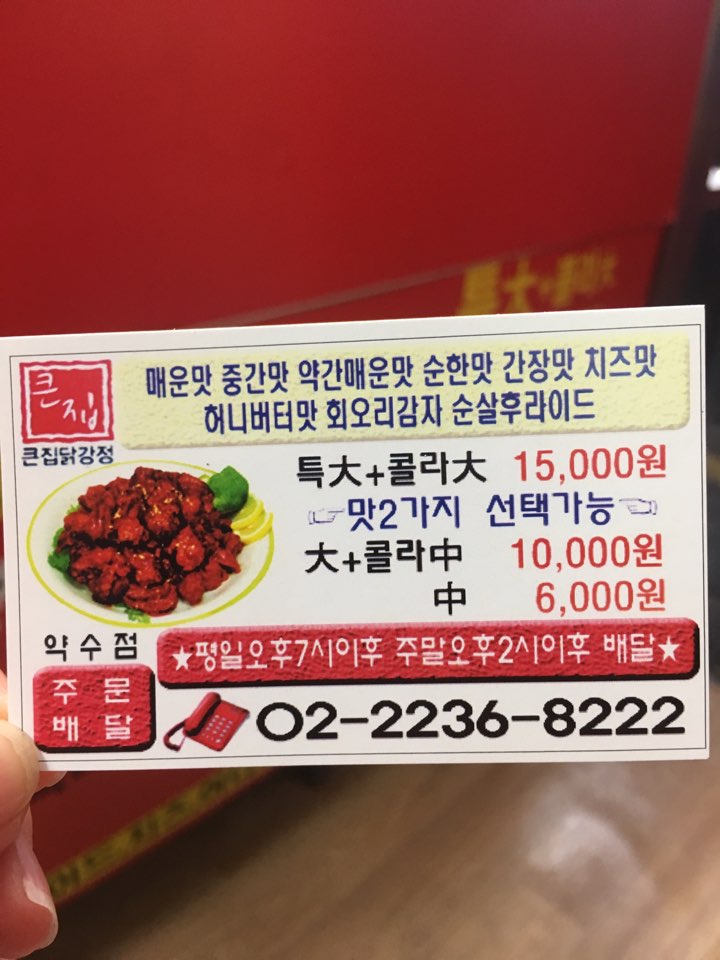 특大+콜라大
큰집
큰집닭강정
매운맛 중간맛 약간매운맛 순한맛 간장맛 치즈맛
허니버터맛 회오리감자 순살후라이드
특大+콜라大 15,000원
☞맛2가지 선택가능☜
大+콜라中 10,000원
中 6,000원
약수점
★평일오후7시이후 주말오후2시이후 배달★
주문
배달
02-2236-8222